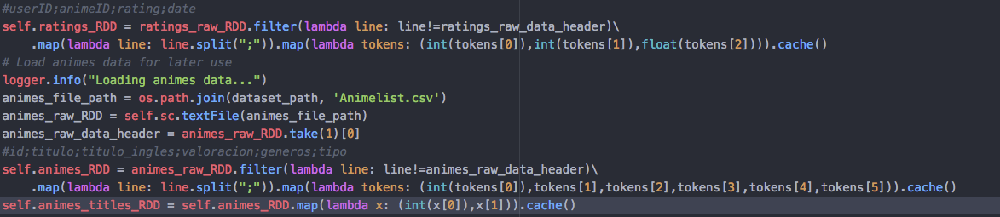 #userID;animeID;rating;date
self.ratings_RDD = ratings_raw_RDD.filter(lambda line: line!=ratings_raw_data_header)\
    .map(lambda line: line.split(";")).map(lambda tokens: (int(tokens[0]),int(tokens[1]),float(tokens[2]))).cache()
# Load animes data for later use
logger.info("Loading animes data...")
animes_file_path = os.path.join(dataset_path, 'Animelist.csv')
animes_raw_RDD = self.sc.textFile(animes_file_path)
animes_raw_data_header = animes_raw_RDD.take(1)[0]
#id;titulo;titulo_ingles;valoracion;generos;tipo
self.animes_RDD = animes_raw_RDD.filter(lambda line: line!=animes_raw_data_header)\
    .map(lambda line: line.split(";")).map(lambda tokens: (int(tokens[0]),tokens[1],tokens[2],tokens[3],tokens[4],tokens[5])).cache()
self.animes_titles_RDD = self.animes_RDD.map(lambda x: (int(x[0]),x[1])).cache()